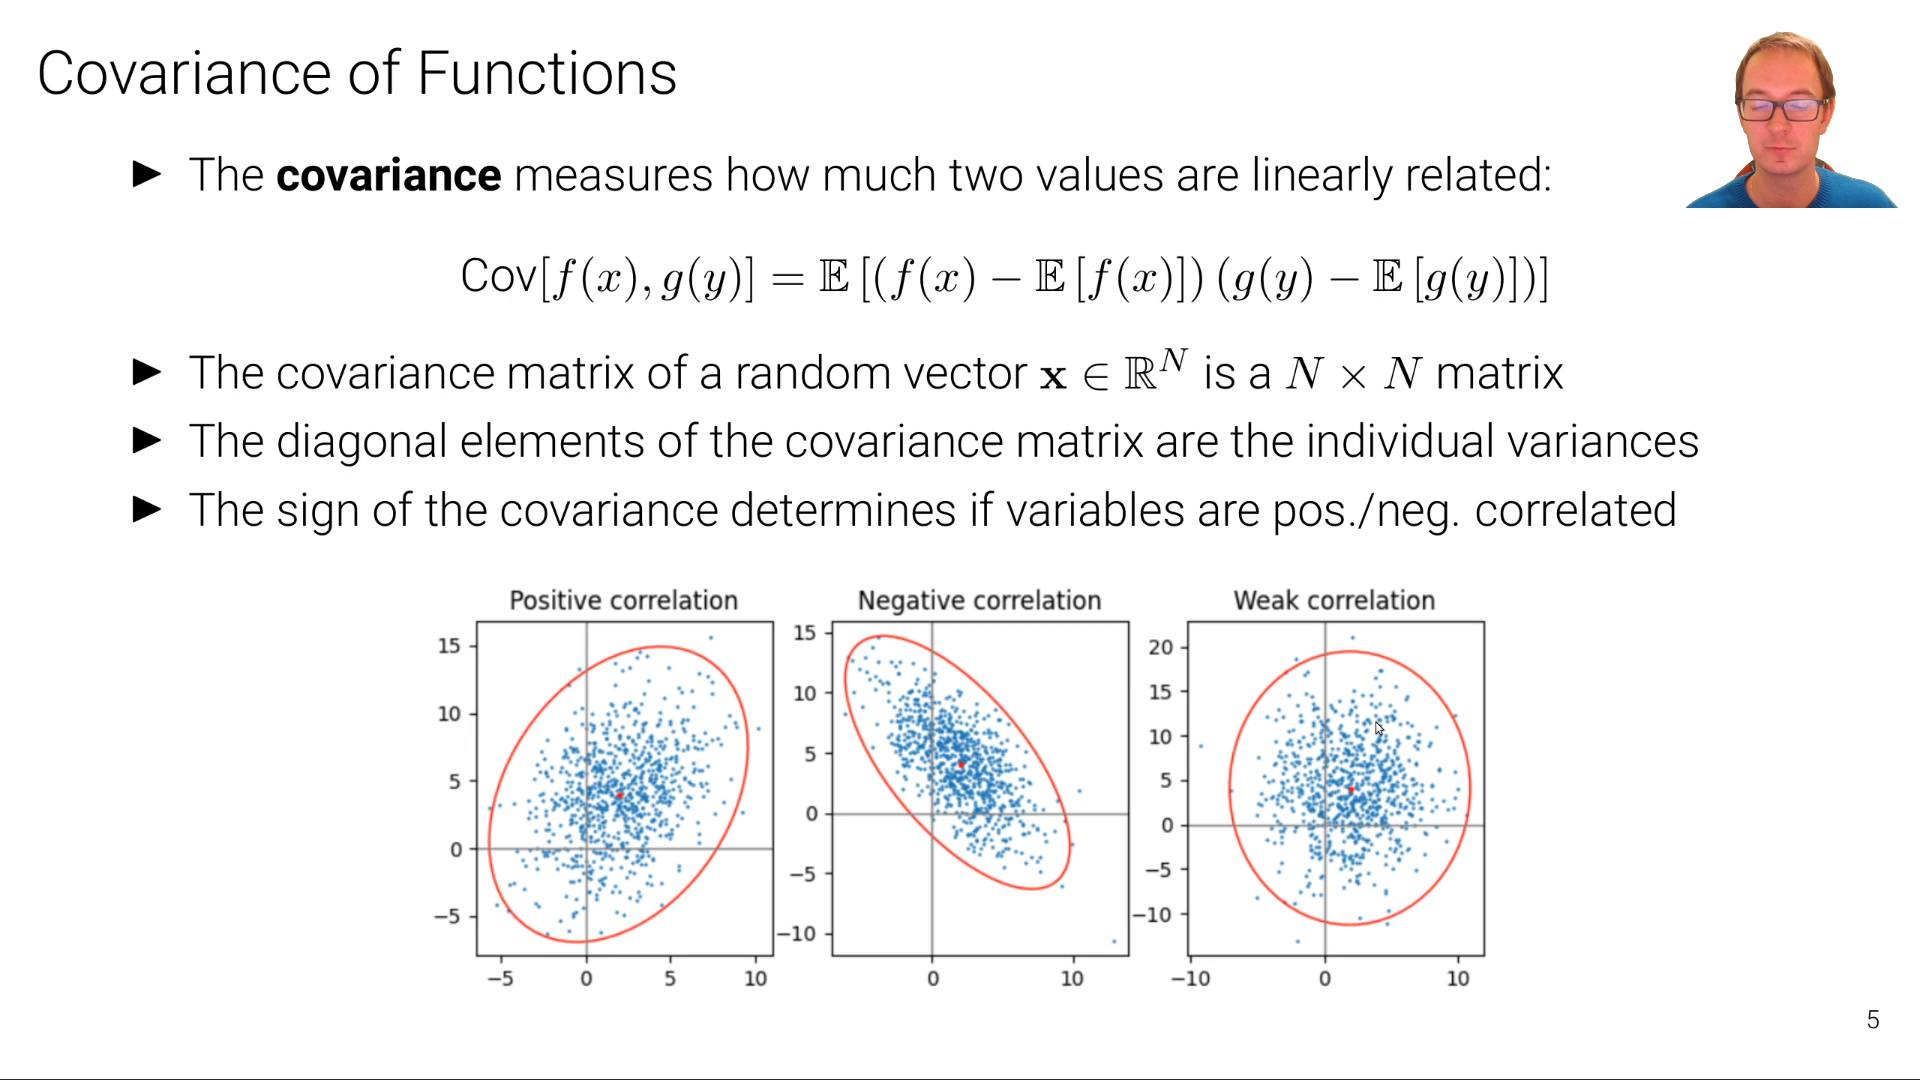 Covariance of Functions
▶ The covariance measures how much two values are linearly related:
Cov[f(x), g(y)] = 𝔼 [(f(x) − 𝔼 [f(x)]) (g(y) − 𝔼 [g(y)])]
▶ The covariance matrix of a random vector x ∈ ℝ^N is a N × N matrix
▶ The diagonal elements of the covariance matrix are the individual variances
▶ The sign of the covariance determines if variables are pos./neg. correlated
Positive correlation
15
10
5
0
−5
−5 0 5 10
Negative correlation
15
10
5
0
−5
−10
0 10
Weak correlation
20
15
10
5
0
−5
−10
−10 0 10
5